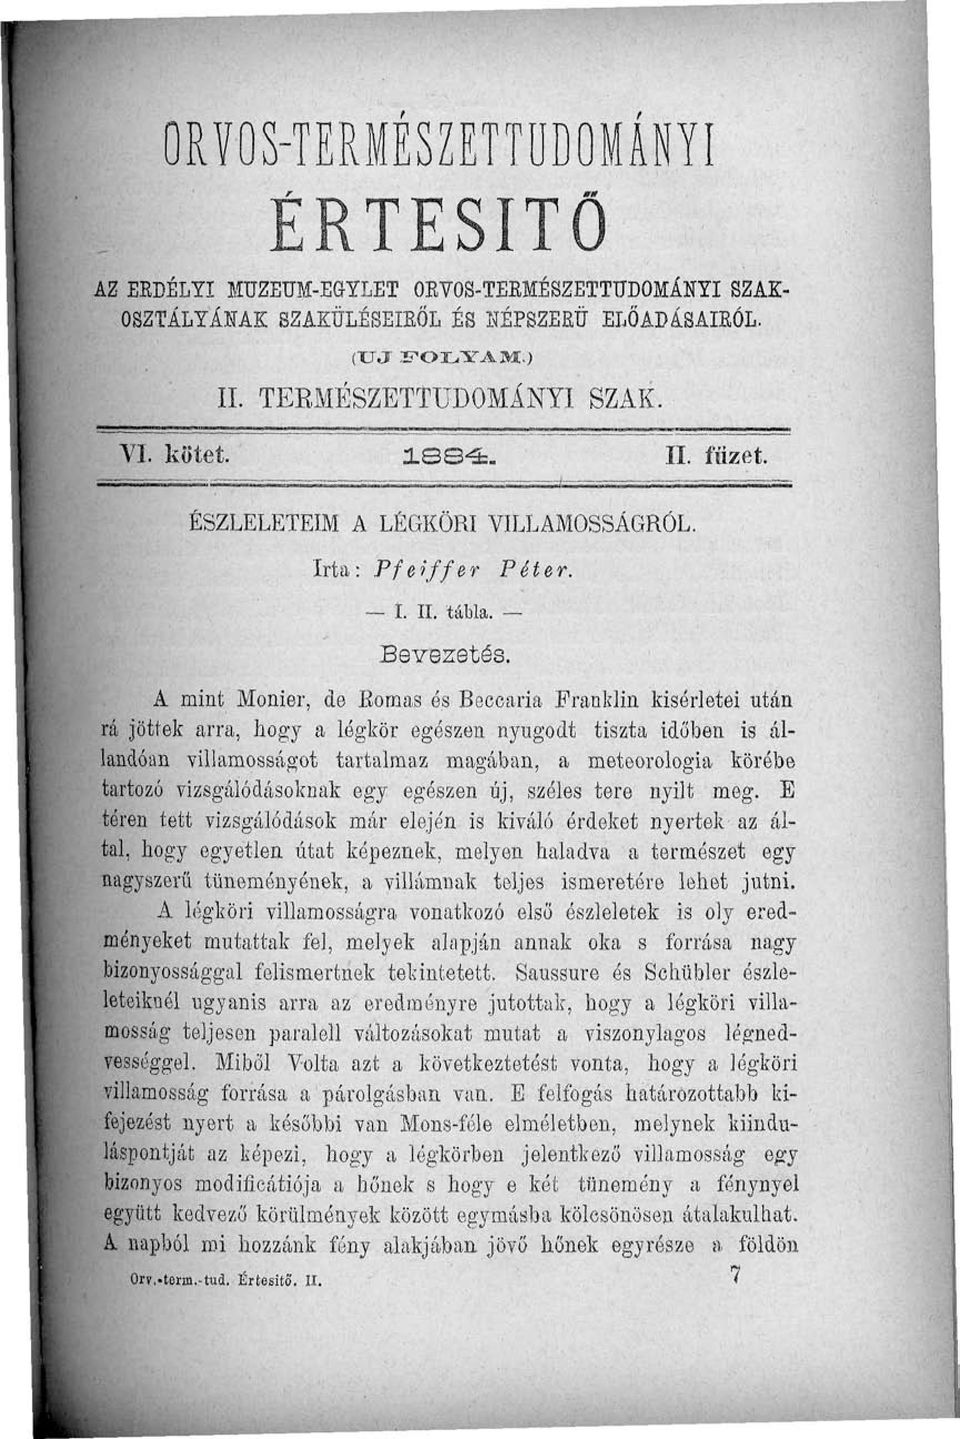 ORVOS-TERMÉSZETTUDOMÁNYI
ÉRTESITŐ
AZ ERDÉLYI MUZEUM-EGYLET ORVOS-TERMÉSZETTUDOMÁNYI SZAK-
OSZTÁLYÁNAK SZAKÜLÉSEIRŐL ÉS NÉPSZERÜ ELŐADÁSAIRÓL.
(UJ FOLYAM.)
II. TERMÉSZETTUDOMÁNYI SZAK.
VI. kötet. 1884. II. füzet.
ÉSZLELETEIM A LÉGKÖRI VILLAMOSSÁGRÓL.
Irta: Pfeiffer Péter.
— I. II. tábla. —
Bevezetés.
A mint Monier, de Romas és Beccaria Franklin kisérletei után
rá jöttek arra, hogy a légkör egészen nyugodt tiszta időben is ál-
landóan villamosságot tartalmaz magában, a meteorologia körébe
tartozó vizsgálódásoknak egy egészen új, széles tere nyilt meg. E
téren tett vizsgálódások már elején is kiváló érdeket nyertek az ál-
tal, hogy egyetlen útat képeznek, melyen haladva a természet egy
nagyszerű tüneményének, a villámnak teljes ismeretére lehet jutni.
A légköri villamosságra vonatkozó első észleletek is oly ered-
ményeket mutattak fel, melyek alapján annak oka s forrása nagy
bizonyossággal felismertnek tekintetett. Saussure és Schübler észle-
leteiknél ugyanis arra az eredményre jutottak, hogy a légköri villa-
mosság teljesen paralell változásokat mutat a viszonylagos légned-
vességgel. Miből Volta azt a következtetést vonta, hogy a légköri
villamosság forrása a párolgásban van. E felfogás határozottabb ki-
fejezést nyert a későbbi van Mons-féle elméletben, melynek kiindu-
láspontját az képezi, hogy a légkörben jelentkező villamosság egy
bizonyos modificátiója a hőnek s hogy e két tünemény a fénynyel
együtt kedvező körülmények között egymásba kölcsönösen átalakulhat.
A napból mi hozzánk fény alakjában jövő hőnek egyrésze a földön
Orv.-term.-tud. Értesitő. II. 7